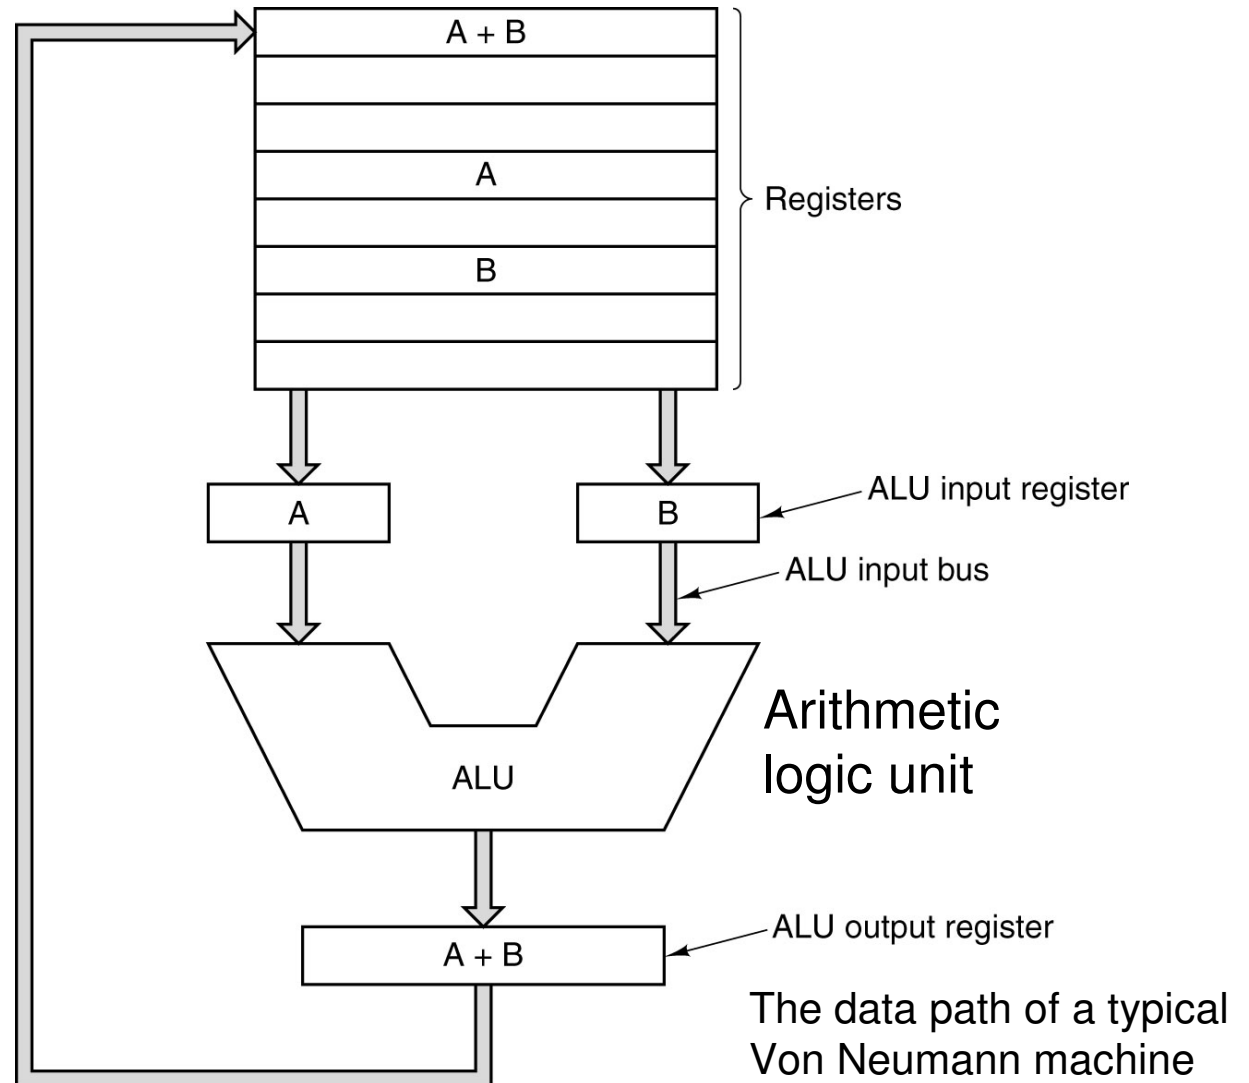 A + B
A
Registers
B
A
B
ALU input register
ALU input bus
Arithmetic
logic unit
ALU
ALU output register
A + B
The data path of a typical
Von Neumann machine